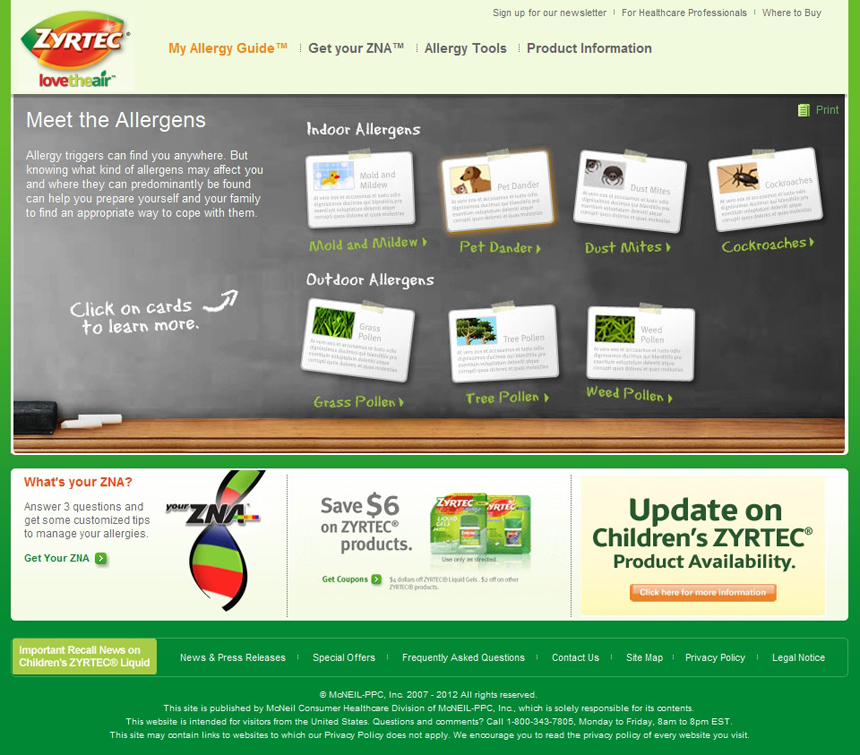 Sign up for our newsletter
For Healthcare Professionals
Where to Buy
ZYRTEC®
lovetheair™
My Allergy Guide™
Get your ZNA™
Allergy Tools
Product Information
Print
Meet the Allergens
Allergy triggers can find you anywhere. But
knowing what kind of allergens may affect you
and where they can predominantly be found
can help you prepare yourself and your family
to find an appropriate way to cope with them.
Click on cards
to learn more.
Indoor Allergens
Mold and
Mildew
Pet Dander
Dust Mites
Cockroaches
Mold and Mildew
Pet Dander
Dust Mites
Cockroaches
Outdoor Allergens
Grass
Pollen
Tree Pollen
Weed
Pollen
Grass Pollen
Tree Pollen
Weed Pollen
What's your ZNA?
Answer 3 questions and
get some customized tips
to manage your allergies.
Get Your ZNA
your ZNA
Save $6
on ZYRTEC®
products.
ZYRTEC
LIQUID
GELS
ZYRTEC
Use only as directed.
Get Coupons
$4 dollars off ZYRTEC® Liquid Gels. $2 off on other
ZYRTEC® products.
Update on
Children's ZYRTEC®
Product Availability.
Click here for more information
Important Recall News on
Children's ZYRTEC® Liquid
News & Press Releases
Special Offers
Frequently Asked Questions
Contact Us
Site Map
Privacy Policy
Legal Notice
© McNEIL-PPC, Inc. 2007 - 2012 All rights reserved.
This site is published by McNeil Consumer Healthcare Division of McNEIL-PPC, Inc., which is solely responsible for its contents.
This website is intended for visitors from the United States. Questions and comments? Call 1-800-343-7805, Monday to Friday, 8am to 8pm EST.
This site may contain links to websites to which our Privacy Policy does not apply. We encourage you to read the privacy policy of every website you visit.